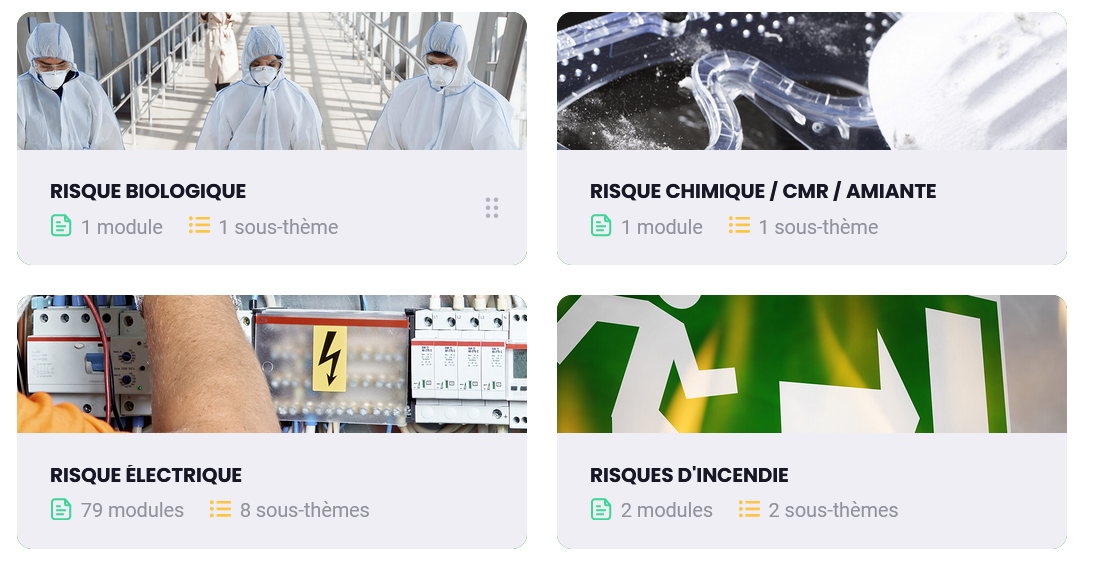 RISQUE BIOLOGIQUE
1 module 1 sous-thème
RISQUE CHIMIQUE / CMR / AMIANTE
1 module 1 sous-thème
RISQUE ÉLECTRIQUE
79 modules 8 sous-thèmes
RISQUES D'INCENDIE
2 modules 2 sous-thèmes